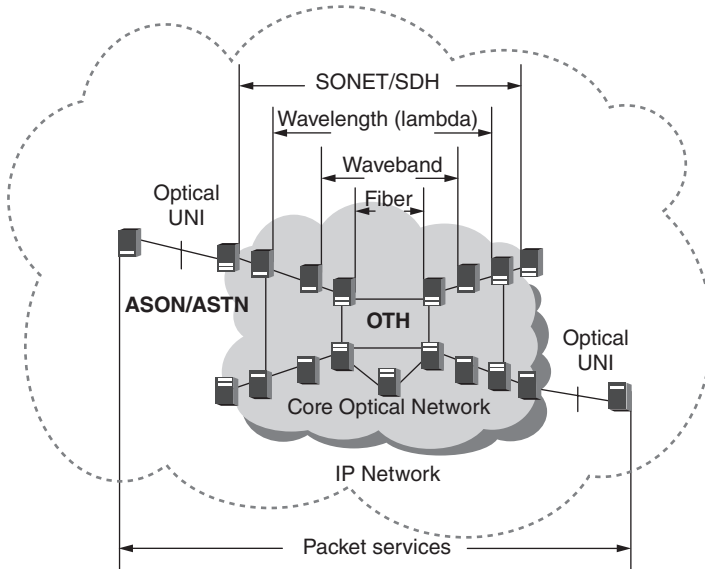 SONET/SDH
Wavelength (lambda)
Waveband
Fiber
Optical
UNI
ASON/ASTN
OTH
Optical
UNI
Core Optical Network
IP Network
Packet services